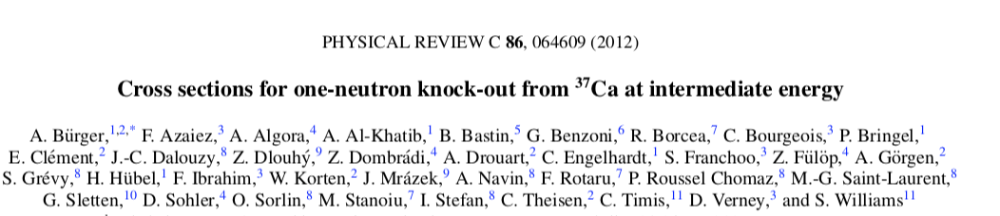 PHYSICAL REVIEW C 86, 064609 (2012)
Cross sections for one-neutron knock-out from ³⁷Ca at intermediate energy
A. Bürger,¹,²,* F. Azaiez,³ A. Algora,⁴ A. Al-Khatib,¹ B. Bastin,⁵ G. Benzoni,⁶ R. Borcea,⁷ C. Bourgeois,³ P. Bringel,¹
E. Clément,² J.-C. Dalouzy,⁸ Z. Dlouhý,⁹ Z. Dombrádi,⁴ A. Drouart,² C. Engelhardt,¹ S. Franchoo,³ Z. Fülöp,⁴ A. Görgen,²
S. Grévy,⁸ H. Hübel,¹ F. Ibrahim,³ W. Korten,² J. Mrázek,⁹ A. Navin,⁸ F. Rotaru,⁷ P. Roussel Chomaz,⁸ M.-G. Saint-Laurent,⁸
G. Sletten,¹⁰ D. Sohler,⁴ O. Sorlin,⁸ M. Stanoiu,⁷ I. Stefan,⁸ C. Theisen,² C. Timis,¹¹ D. Verney,³ and S. Williams¹¹